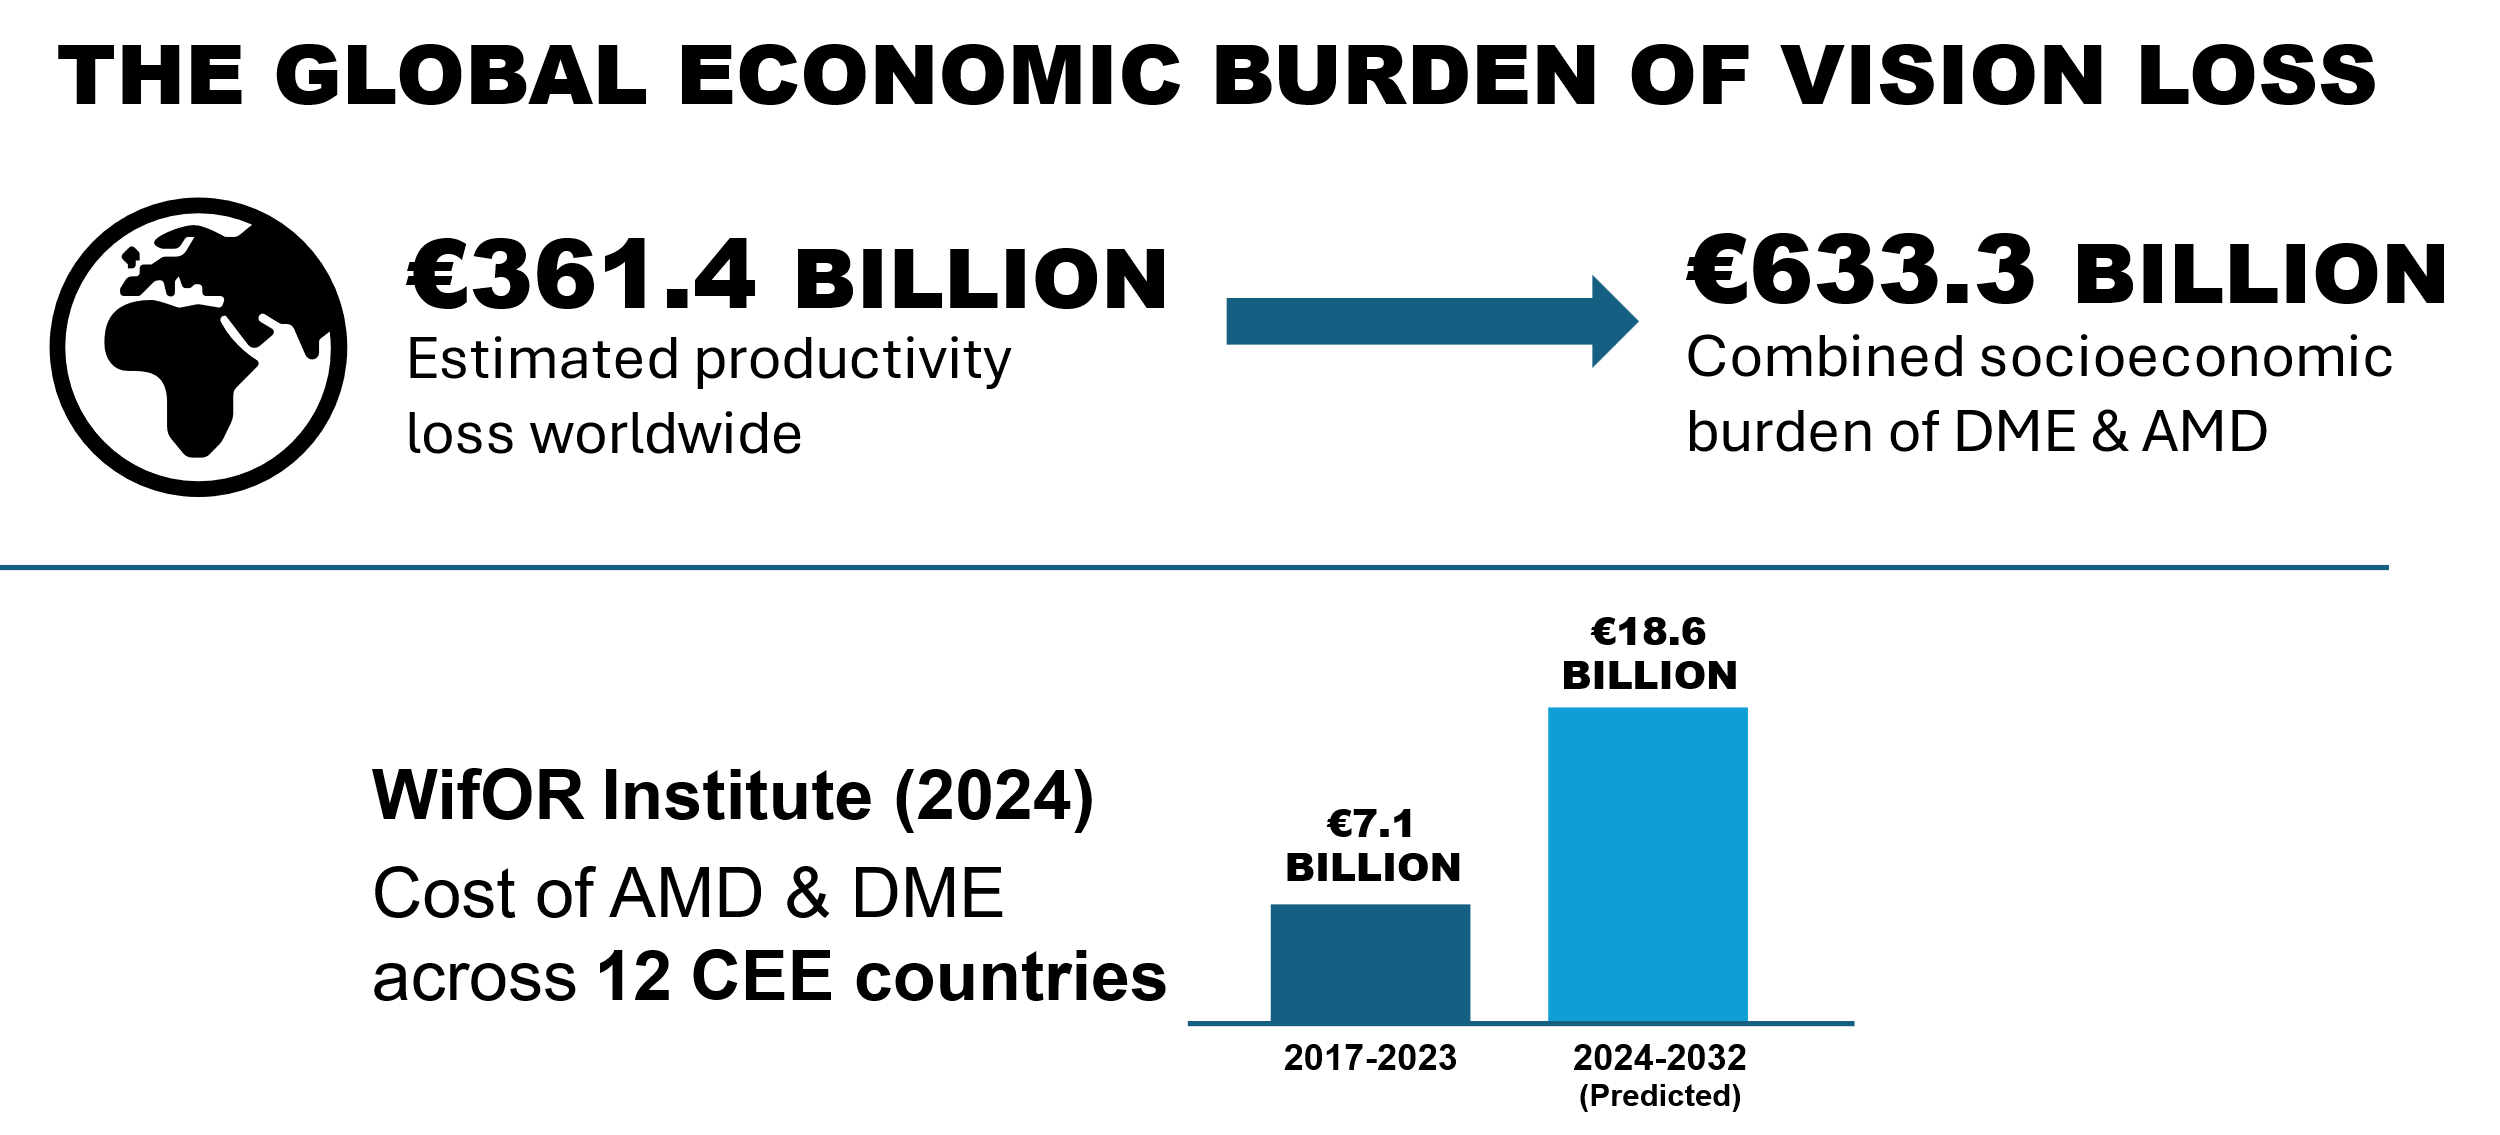 THE GLOBAL ECONOMIC BURDEN OF VISION LOSS
€361.4 BILLION
Estimated productivity
loss worldwide
€633.3 BILLION
Combined socioeconomic
burden of DME & AMD
WifOR Institute (2024)
Cost of AMD & DME
across 12 CEE countries
€7.1
BILLION
2017-2023
€18.6
BILLION
2024-2032
(Predicted)